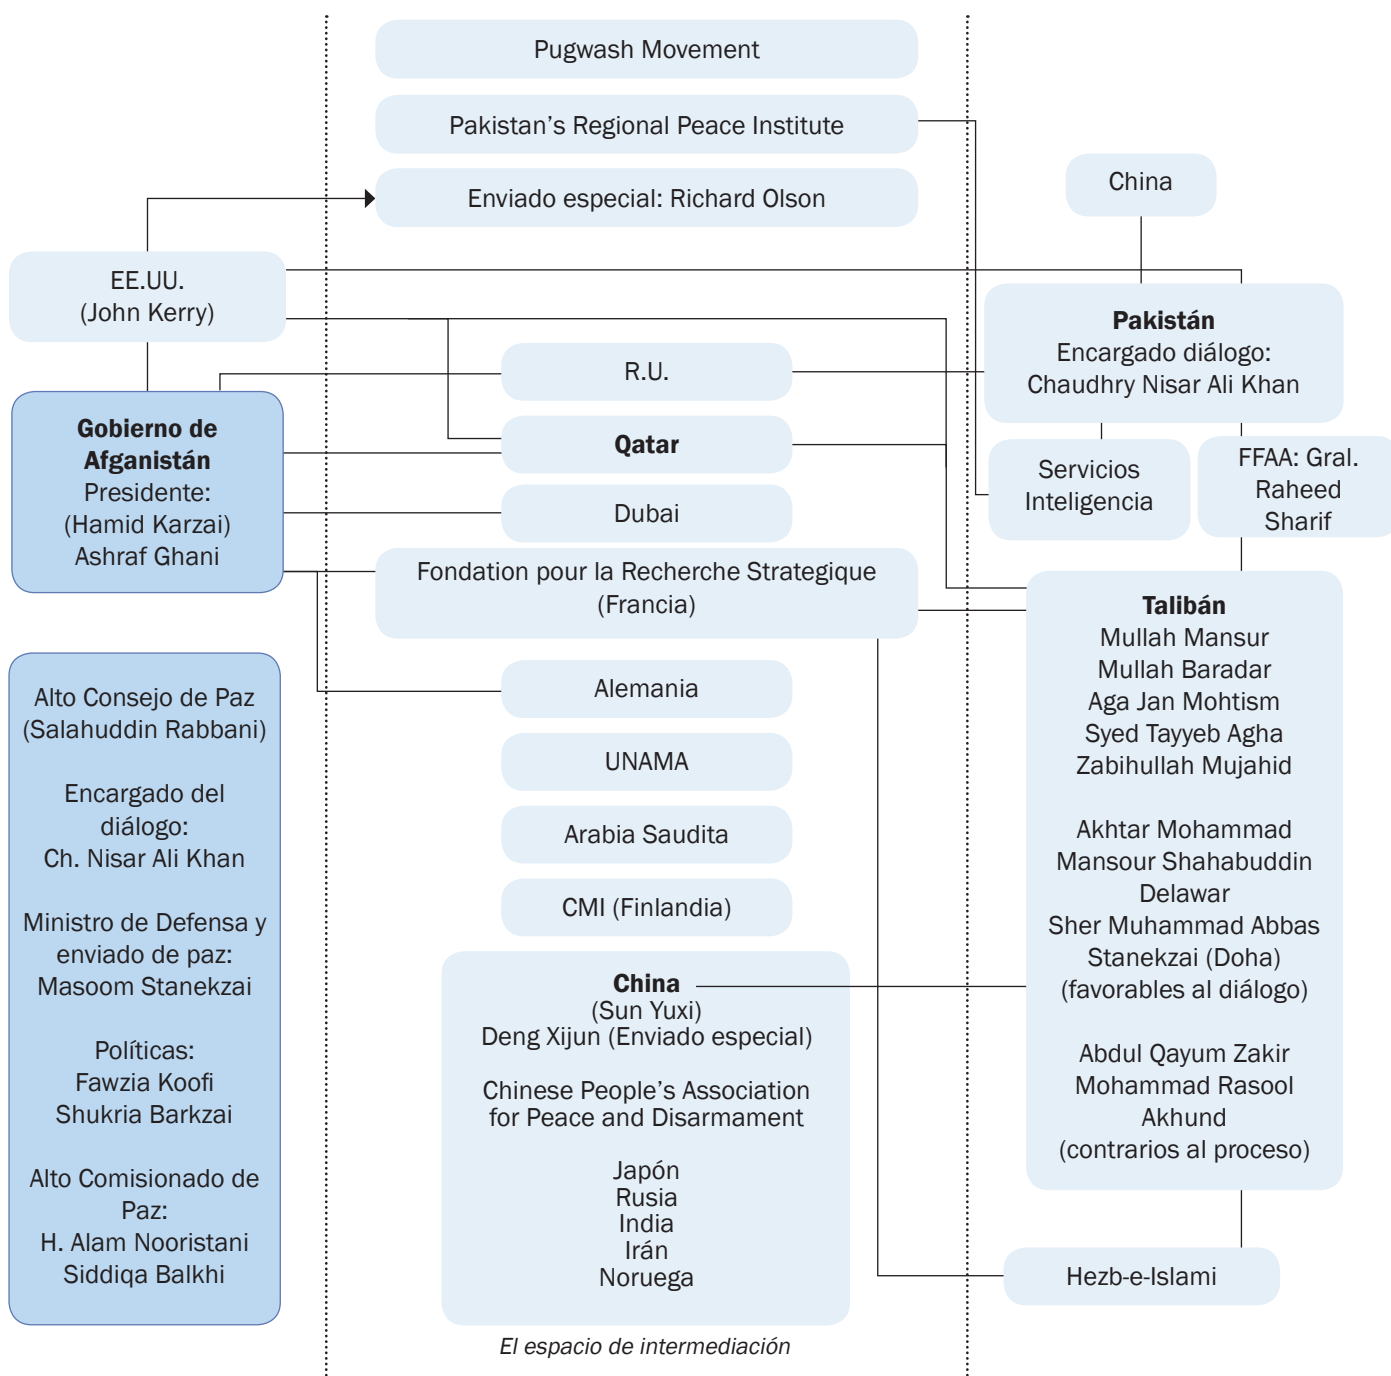 Pugwash Movement
Pakistan's Regional Peace Institute
Enviado especial: Richard Olson
China
EE.UU.
(John Kerry)
Pakistán
Encargado diálogo:
Chaudhry Nisar Ali Khan
R.U.
Gobierno de
Afganistán
Presidente:
(Hamid Karzai)
Ashraf Ghani
Qatar
Servicios
Inteligencia
FFAA: Gral.
Raheed
Sharif
Dubai
Fondation pour la Recherche Strategique
(Francia)
Talibán
Mullah Mansur
Mullah Baradar
Aga Jan Mohtism
Syed Tayyeb Agha
Zabihullah Mujahid
Akhtar Mohammad
Mansour Shahabuddin
Delawar
Sher Muhammad Abbas
Stanekzai (Doha)
(favorables al diálogo)
Abdul Qayum Zakir
Mohammad Rasool
Akhund
(contrarios al proceso)
Alto Consejo de Paz
(Salahuddin Rabbani)
Encargado del
diálogo:
Ch. Nisar Ali Khan
Ministro de Defensa y
enviado de paz:
Masoom Stanekzai
Políticas:
Fawzia Koofi
Shukria Barkzai
Alto Comisionado de
Paz:
H. Alam Nooristani
Siddiqa Balkhi
Alemania
UNAMA
Arabia Saudita
CMI (Finlandia)
China
(Sun Yuxi)
Deng Xijun (Enviado especial)
Chinese People's Association
for Peace and Disarmament
Japón
Rusia
India
Irán
Noruega
Hezb-e-Islami
El espacio de intermediación